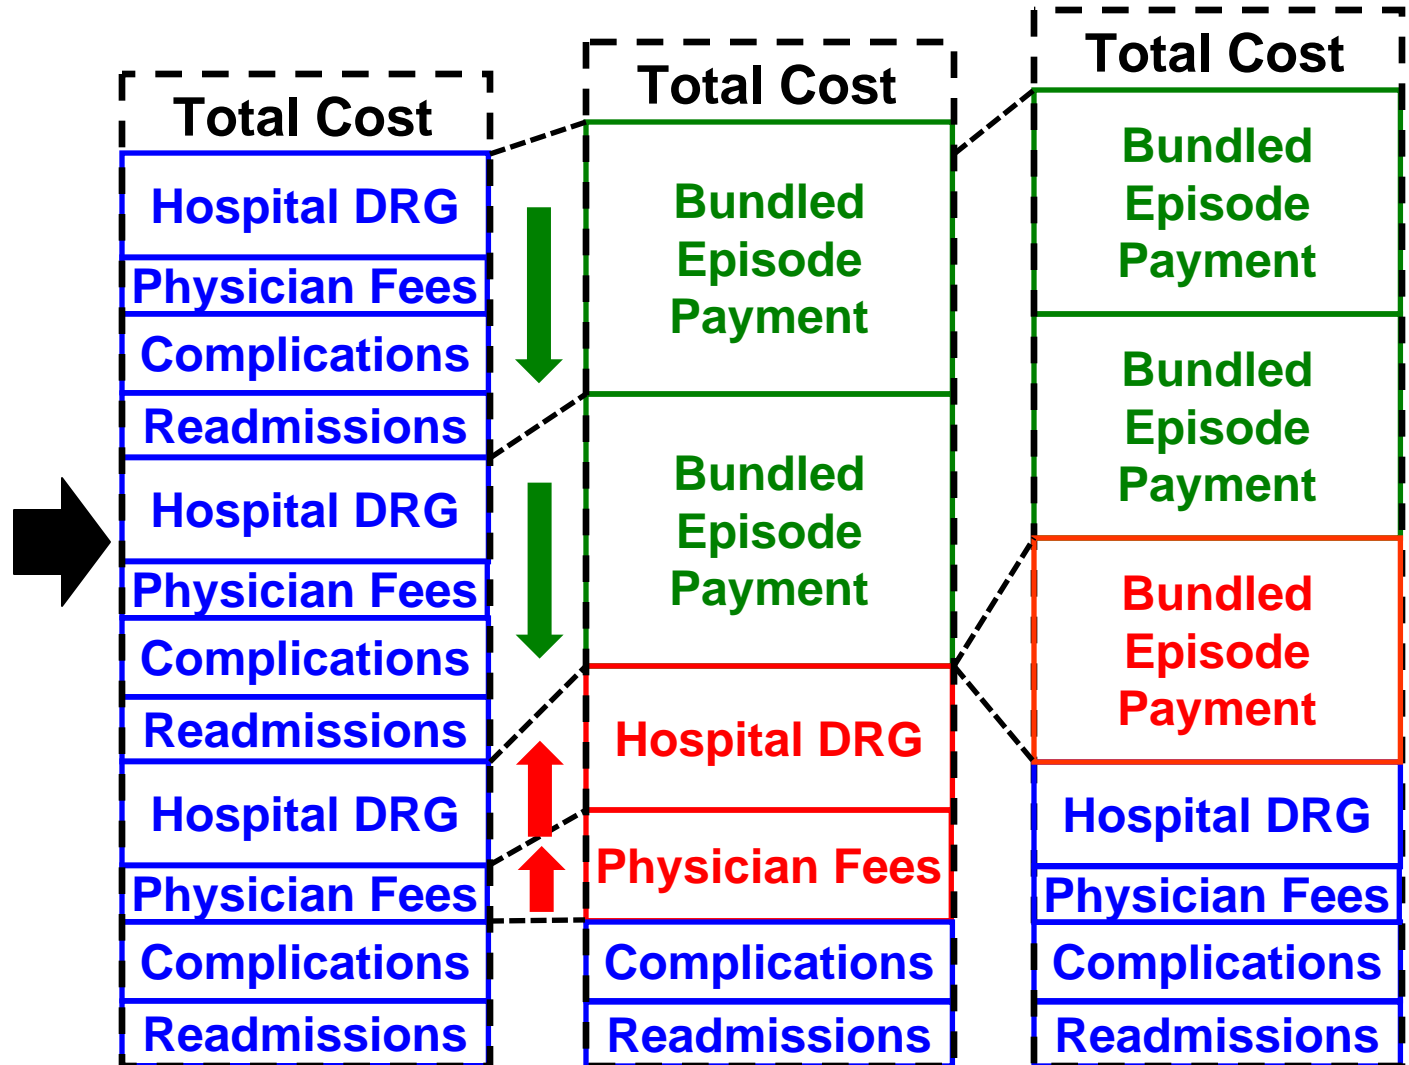 Total Cost
Hospital DRG
Physician Fees
Complications
Readmissions
Hospital DRG
Physician Fees
Complications
Readmissions
Hospital DRG
Physician Fees
Complications
Readmissions
Total Cost
Bundled
Episode
Payment
Bundled
Episode
Payment
Hospital DRG
Physician Fees
Complications
Readmissions
Total Cost
Bundled
Episode
Payment
Bundled
Episode
Payment
Bundled
Episode
Payment
Hospital DRG
Physician Fees
Complications
Readmissions